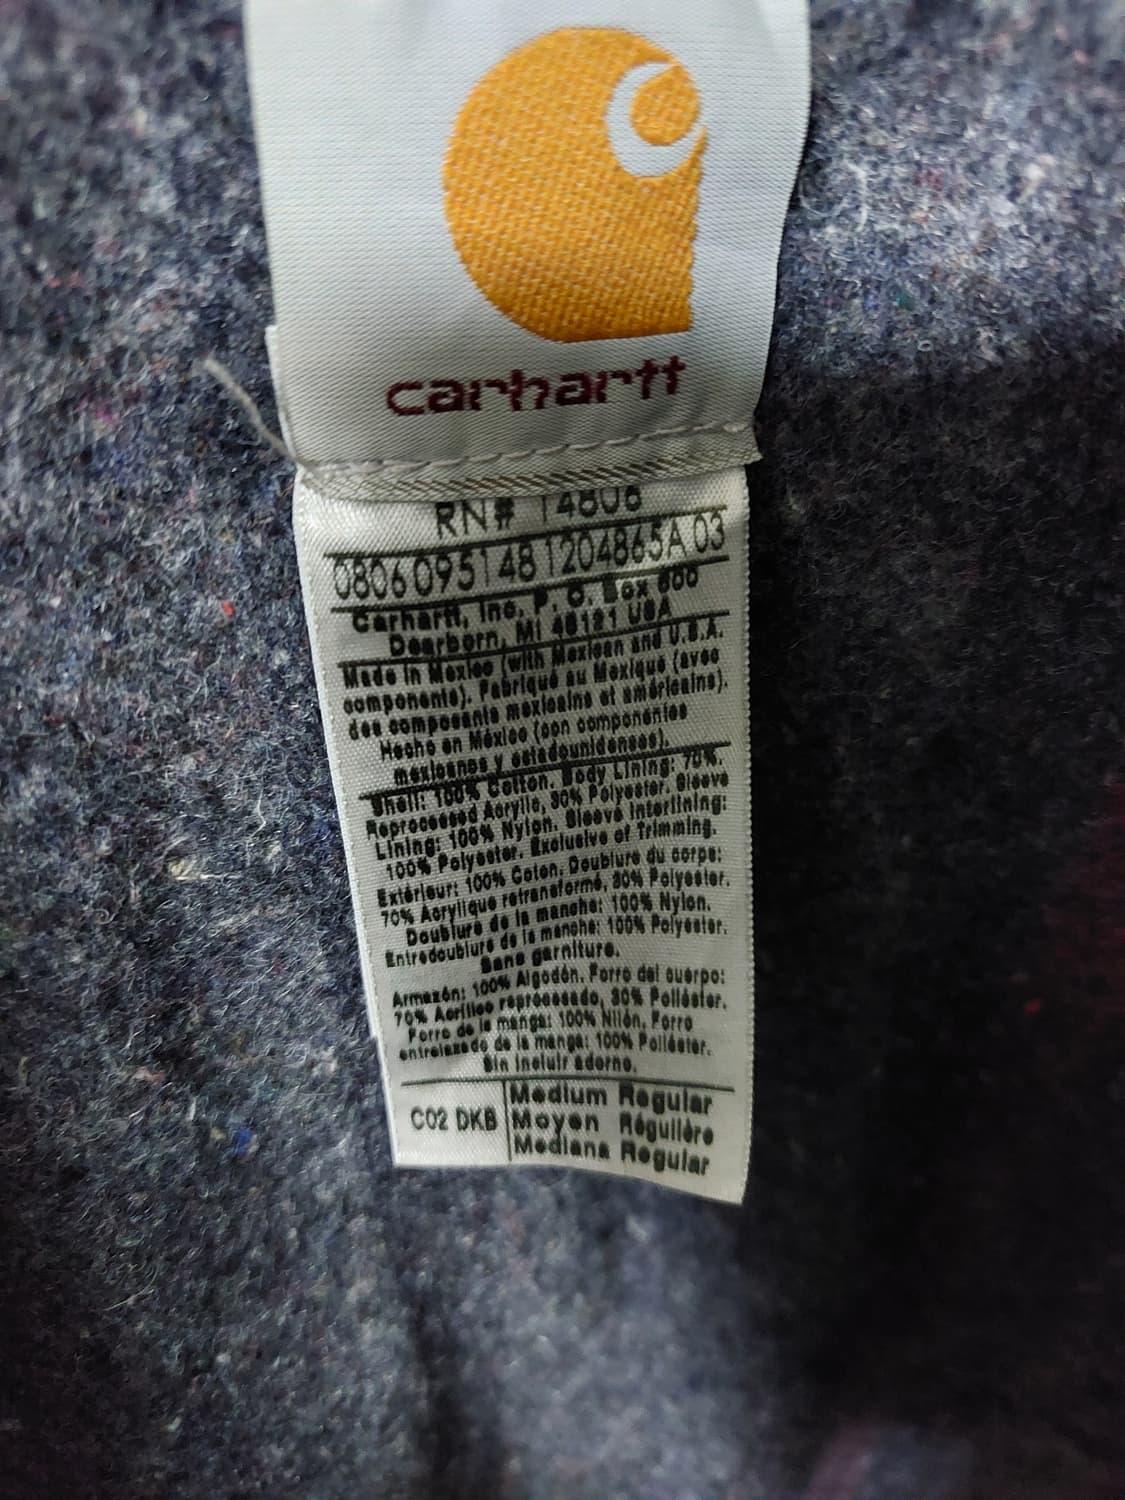 carhartt
RN# 14806
0806095148 1204865A 03
Carhartt, Inc. P. O. Box 600
Dearborn, MI 48121 USA
Made in Mexico (with Mexican and U.S.A.
components). Fabriqué au Mexique (avec
des composants mexicains et américains).
Hecho en México (con componentes
mexicanos y estadounidenses).
Shell: 100% Cotton. Body Lining: 70%
Reprocessed Acrylic, 30% Polyester. Sleeve
Lining: 100% Nylon. Sleeve Interlining:
100% Polyester. Exclusive of Trimming.
Extérieur: 100% Coton. Doublure du corps:
70% Acrylique retransformé, 30% Polyester.
Doublure de la manche: 100% Nylon.
Entredoublure de la manche: 100% Polyester.
Sans garniture.
Armazón: 100% Algodón. Forro del cuerpo:
70% Acrílico reprocesado, 30% Poliéster.
Forro de la manga: 100% Nilón. Forro
entrelazado de la manga: 100% Poliéster.
Sin incluir adorno.
C02 DKB
Medium Regular
Moyen Régulière
Mediana Regular